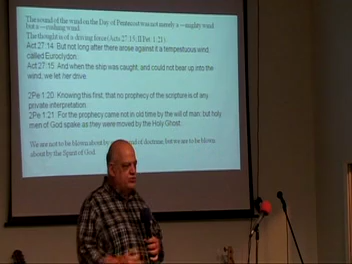 The sound of the wind on the Day of Pentecost was not merely a —mighty wind
but a —rushing wind.
The thought is of a driving force (Acts 27:15; II Pet. 1:21).
Act 27:14 But not long after there arose against it a tempestuous wind,
called Euroclydon.
Act 27:15 And when the ship was caught, and could not bear up into the
wind, we let her drive.
2Pe 1:20 Knowing this first, that no prophecy of the scripture is of any
private interpretation.
2Pe 1:21 For the prophecy came not in old time by the will of man: but holy
men of God spake as they were moved by the Holy Ghost.
We are not to be blown about by wind of doctrine, but we are to be blown
about by the Spirit of God.